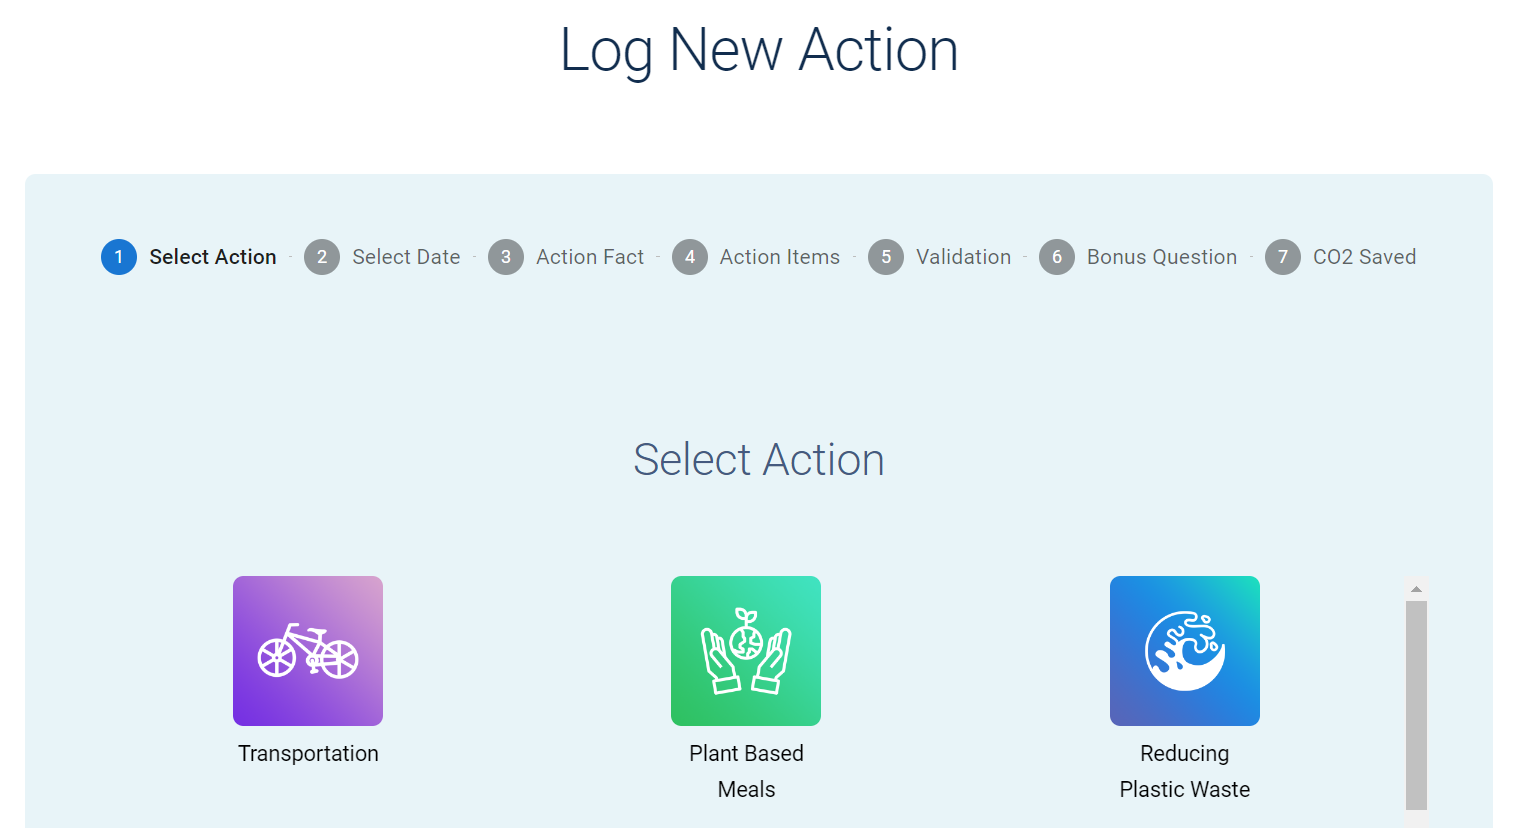 Log New Action
1 Select Action - 2 Select Date - 3 Action Fact - 4 Action Items - 5 Validation - 6 Bonus Question - 7 CO2 Saved
Select Action
Transportation
Plant Based
Meals
Reducing
Plastic Waste